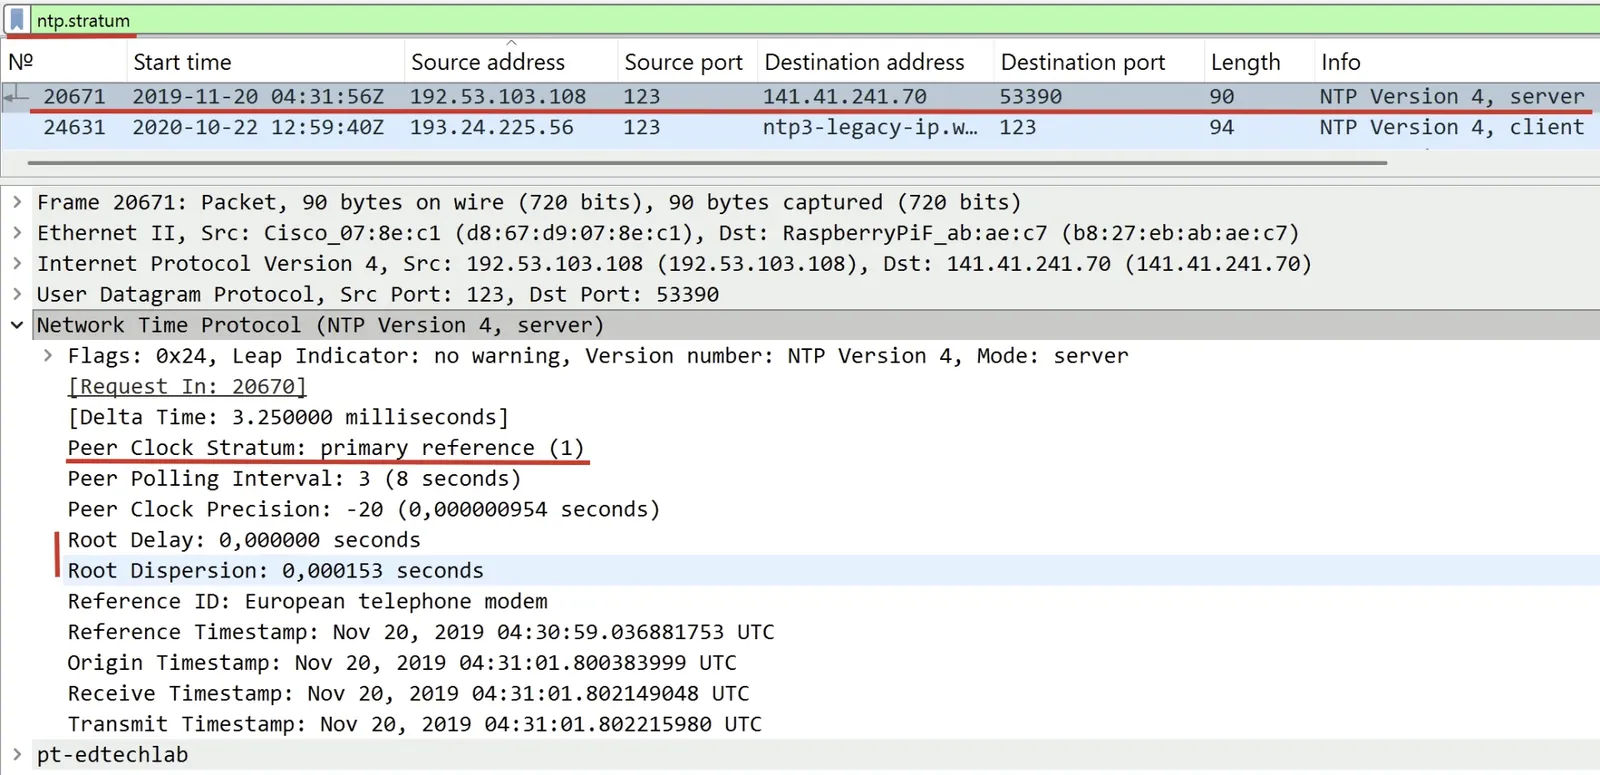 ntp.stratum
№ Start time Source address Source port Destination address Destination port Length Info
20671 2019-11-20 04:31:56Z 192.53.103.108 123 141.41.241.70 53390 90 NTP Version 4, server
24631 2020-10-22 12:59:40Z 193.24.225.56 123 ntp3-legacy-ip.w… 123 94 NTP Version 4, client
Frame 20671: Packet, 90 bytes on wire (720 bits), 90 bytes captured (720 bits)
Ethernet II, Src: Cisco_07:8e:c1 (d8:67:d9:07:8e:c1), Dst: RaspberryPiF_ab:ae:c7 (b8:27:eb:ab:ae:c7)
Internet Protocol Version 4, Src: 192.53.103.108 (192.53.103.108), Dst: 141.41.241.70 (141.41.241.70)
User Datagram Protocol, Src Port: 123, Dst Port: 53390
Network Time Protocol (NTP Version 4, server)
Flags: 0x24, Leap Indicator: no warning, Version number: NTP Version 4, Mode: server
[Request In: 20670]
[Delta Time: 3.250000 milliseconds]
Peer Clock Stratum: primary reference (1)
Peer Polling Interval: 3 (8 seconds)
Peer Clock Precision: -20 (0,000000954 seconds)
Root Delay: 0,000000 seconds
Root Dispersion: 0,000153 seconds
Reference ID: European telephone modem
Reference Timestamp: Nov 20, 2019 04:30:59.036881753 UTC
Origin Timestamp: Nov 20, 2019 04:31:01.800383999 UTC
Receive Timestamp: Nov 20, 2019 04:31:01.802149048 UTC
Transmit Timestamp: Nov 20, 2019 04:31:01.802215980 UTC
pt-edtechlab